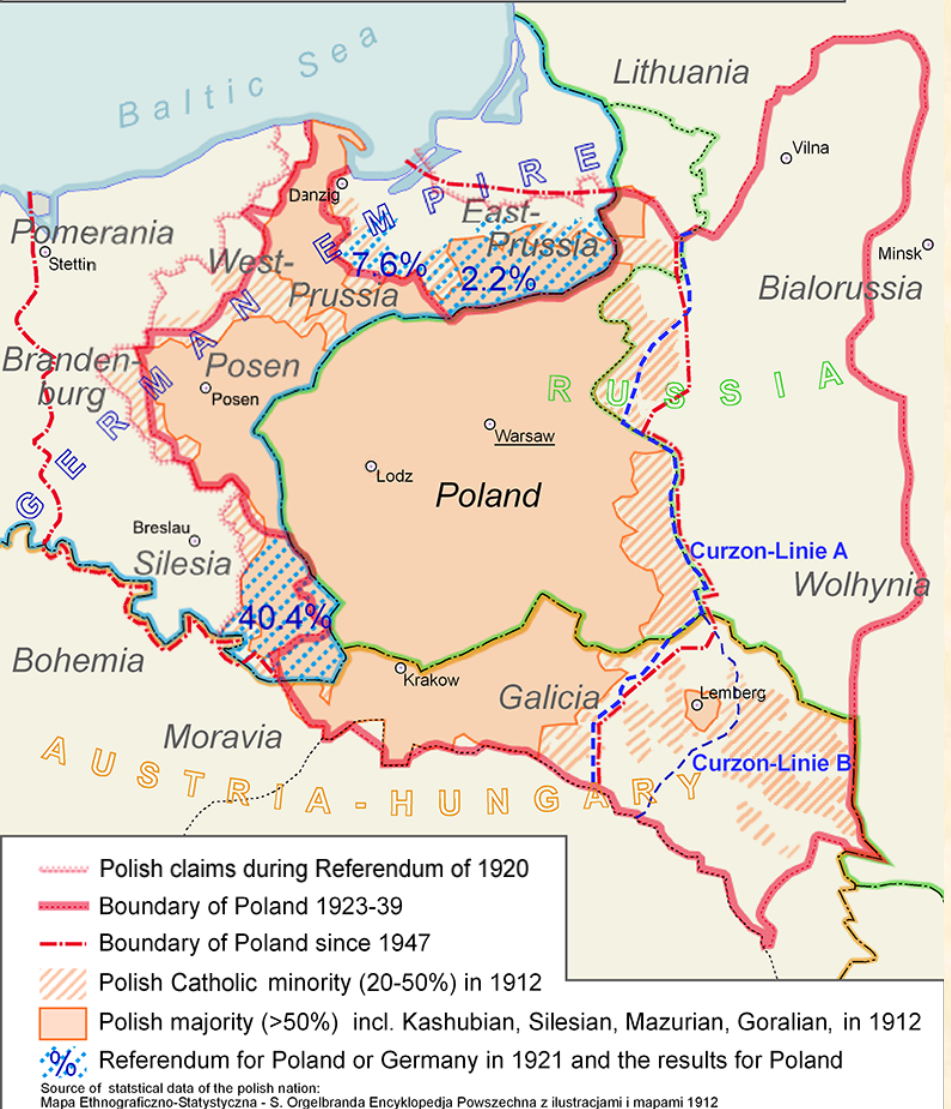 Baltic Sea
Lithuania
Vilna
Danzig
EMPIRE
East-
Prussia
Pomerania
Stettin
West-
Prussia
7.6%
2.2%
Minsk
Bialorussia
GERMAN
Branden-
burg
Posen
Posen
RUSSIA
Warsaw
Lodz
Poland
Breslau
Silesia
Curzon-Linie A
Wolhynia
40.4%
Bohemia
Krakow
Galicia
Lemberg
Moravia
Curzon-Linie B
AUSTRIA-HUNGARY
Polish claims during Referendum of 1920
Boundary of Poland 1923-39
Boundary of Poland since 1947
Polish Catholic minority (20-50%) in 1912
Polish majority (>50%) incl. Kashubian, Silesian, Mazurian, Goralian, in 1912
% Referendum for Poland or Germany in 1921 and the results for Poland
Source of statstical data of the polish nation:
Mapa Ethnograficzno-Statystyczna - S. Orgelbranda Encyklopedja Powszechna z ilustracjami i mapami 1912